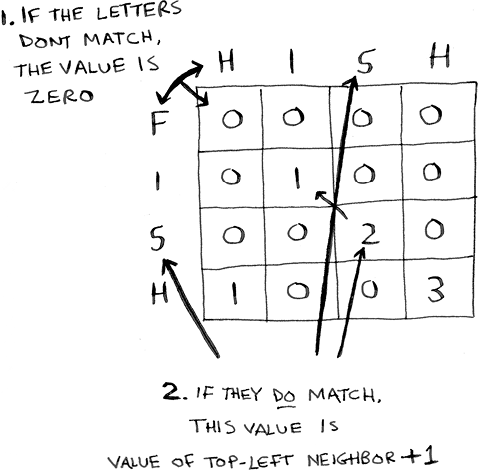 1. IF THE LETTERS
DONT MATCH,
THE VALUE IS
ZERO
H I S H
F 0 0 0 0
I 0 1 0 0
S 0 0 2 0
H 1 0 0 3
2. IF THEY DO MATCH,
THIS VALUE IS
VALUE OF TOP-LEFT NEIGHBOR +1